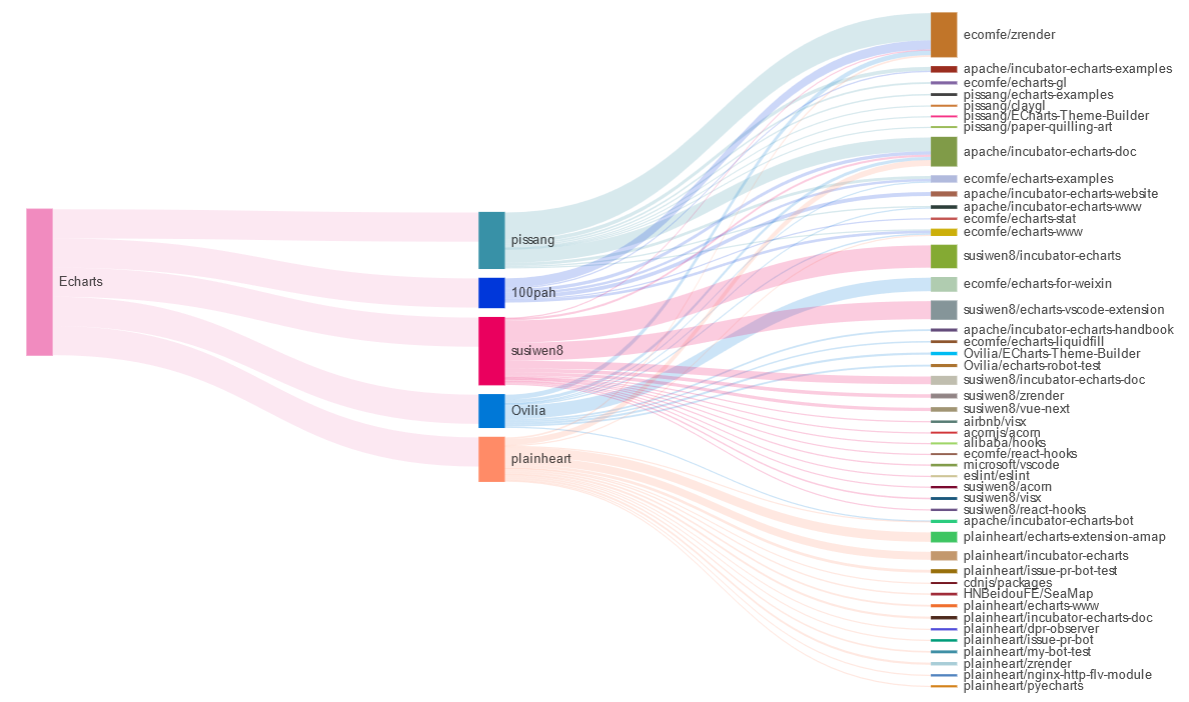 Echarts
pissang
100pah
susiwen8
Ovilia
plainheart
ecomfe/zrender
apache/incubator-echarts-examples
ecomfe/echarts-gl
pissang/echarts-examples
pissang/claygl
pissang/ECharts-Theme-Builder
pissang/paper-quilling-art
apache/incubator-echarts-doc
ecomfe/echarts-examples
apache/incubator-echarts-website
apache/incubator-echarts-www
ecomfe/echarts-stat
ecomfe/echarts-www
susiwen8/incubator-echarts
ecomfe/echarts-for-weixin
susiwen8/echarts-vscode-extension
apache/incubator-echarts-handbook
ecomfe/echarts-liquidfill
Ovilia/ECharts-Theme-Builder
Ovilia/echarts-robot-test
susiwen8/incubator-echarts-doc
susiwen8/zrender
susiwen8/vue-next
airbnb/visx
acornjs/acorn
alibaba/hooks
ecomfe/react-hooks
microsoft/vscode
eslint/eslint
susiwen8/acorn
susiwen8/visx
susiwen8/react-hooks
apache/incubator-echarts-bot
plainheart/echarts-extension-amap
plainheart/incubator-echarts
plainheart/issue-pr-bot-test
cdnjs/packages
HNBeidouFE/SeaMap
plainheart/echarts-www
plainheart/incubator-echarts-doc
plainheart/dpr-observer
plainheart/issue-pr-bot
plainheart/my-bot-test
plainheart/zrender
plainheart/nginx-http-flv-module
plainheart/pyecharts